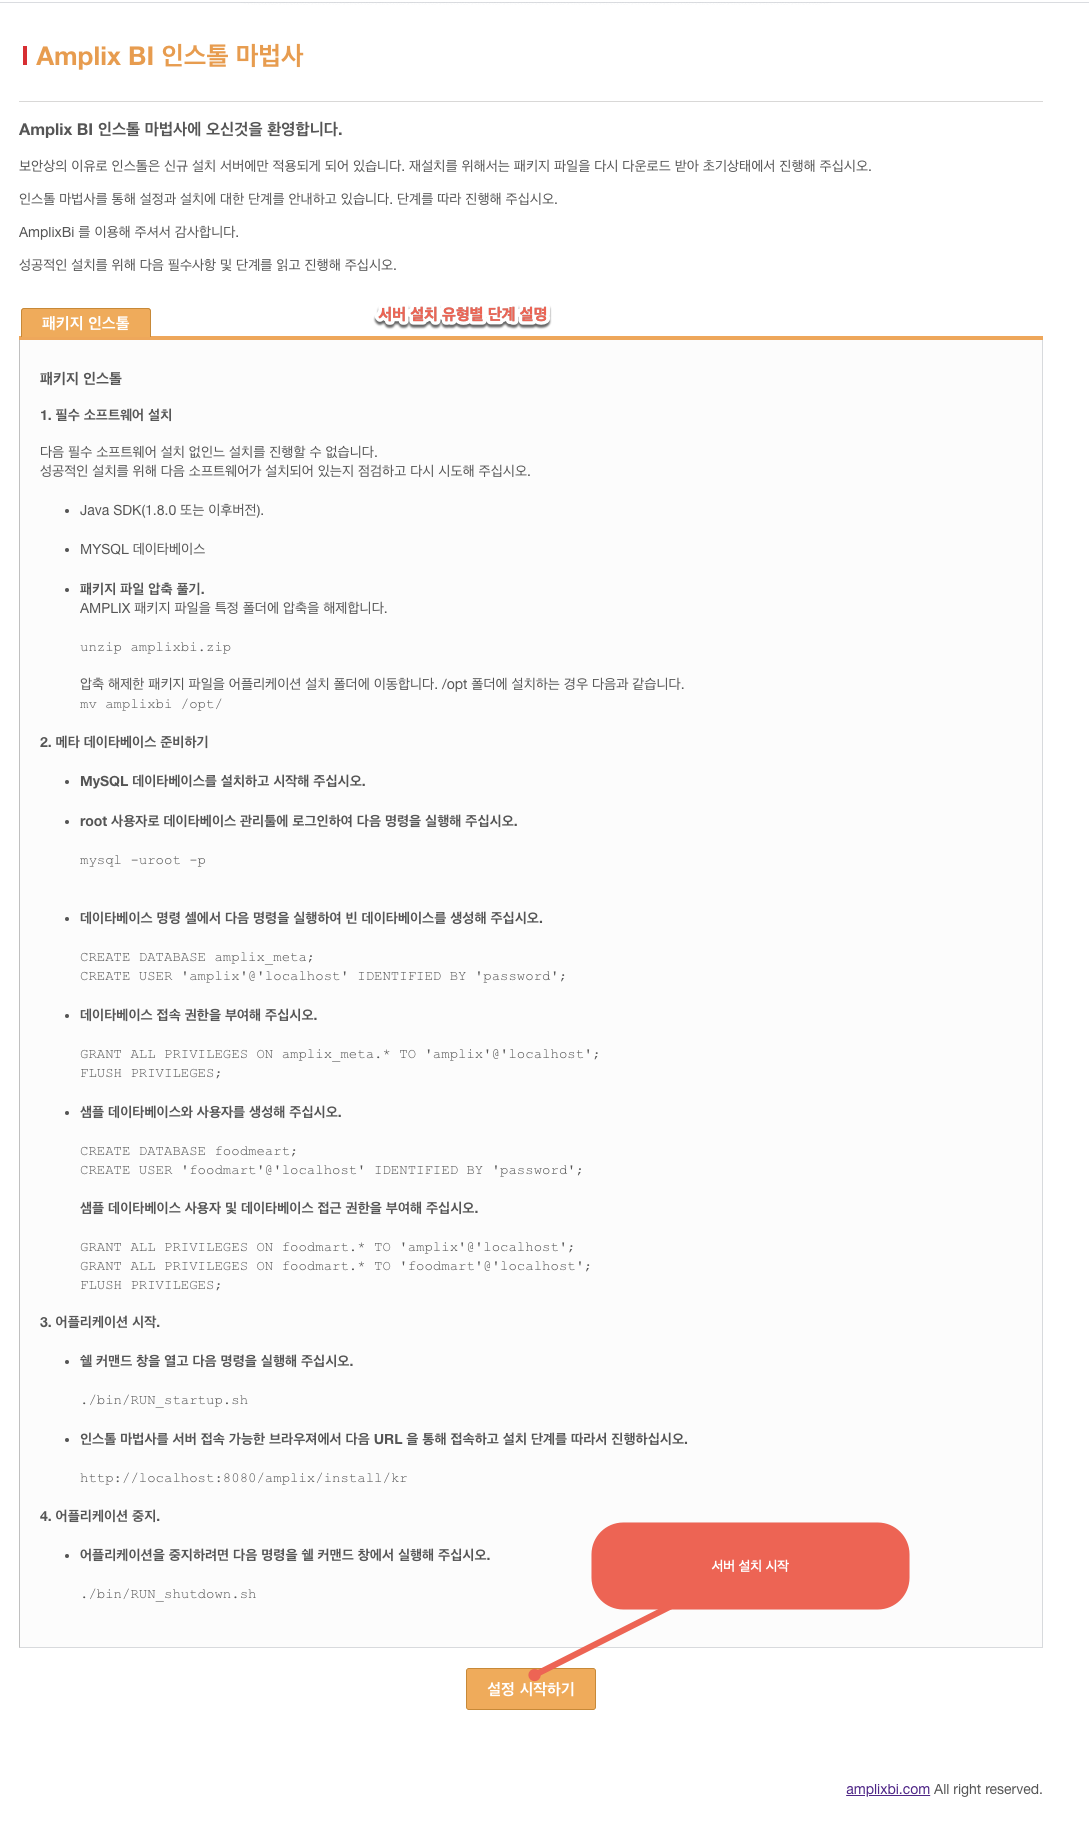 Amplix BI 인스톨 마법사
Amplix BI 인스톨 마법사에 오신것을 환영합니다.
보안상의 이유로 인스톨은 신규 설치 서버에만 적용되게 되어 있습니다. 재설치를 위해서는 패키지 파일을 다시 다운로드 받아 초기상태에서 진행해 주십시오.
인스톨 마법사를 통해 설정과 설치에 대한 단계를 안내하고 있습니다. 단계를 따라 진행해 주십시오.
AmplixBi 를 이용해 주셔서 감사합니다.
성공적인 설치를 위해 다음 필수사항 및 단계를 읽고 진행해 주십시오.
서버 설치 유형별 단계 설명
패키지 인스톨
패키지 인스톨
1. 필수 소프트웨어 설치
다음 필수 소프트웨어 설치 없인느 설치를 진행할 수 없습니다.
성공적인 설치를 위해 다음 소프트웨어가 설치되어 있는지 점검하고 다시 시도해 주십시오.
• Java SDK(1.8.0 또는 이후버전).
• MYSQL 데이타베이스
• 패키지 파일 압축 풀기.
AMPLIX 패키지 파일을 특정 폴더에 압축을 해제합니다.
unzip amplixbi.zip
압축 해제한 패키지 파일을 어플리케이션 설치 폴더에 이동합니다. /opt 폴더에 설치하는 경우 다음과 같습니다.
mv amplixbi /opt/
2. 메타 데이타베이스 준비하기
• MySQL 데이타베이스를 설치하고 시작해 주십시오.
• root 사용자로 데이타베이스 관리툴에 로그인하여 다음 명령을 실행해 주십시오.
mysql -uroot -p
• 데이타베이스 명령 셀에서 다음 명령을 실행하여 빈 데이타베이스를 생성해 주십시오.
CREATE DATABASE amplix_meta;
CREATE USER 'amplix'@'localhost' IDENTIFIED BY 'password';
• 데이타베이스 접속 권한을 부여해 주십시오.
GRANT ALL PRIVILEGES ON amplix_meta.* TO 'amplix'@'localhost';
FLUSH PRIVILEGES;
• 샘플 데이타베이스와 사용자를 생성해 주십시오.
CREATE DATABASE foodmeart;
CREATE USER 'foodmart'@'localhost' IDENTIFIED BY 'password';
샘플 데이타베이스 사용자 및 데이타베이스 접근 권한을 부여해 주십시오.
GRANT ALL PRIVILEGES ON foodmart.* TO 'amplix'@'localhost';
GRANT ALL PRIVILEGES ON foodmart.* TO 'foodmart'@'localhost';
FLUSH PRIVILEGES;
3. 어플리케이션 시작.
• 쉘 커맨드 창을 열고 다음 명령을 실행해 주십시오.
./bin/RUN_startup.sh
• 인스톨 마법사를 서버 접속 가능한 브라우져에서 다음 URL 을 통해 접속하고 설치 단계를 따라서 진행하십시오.
http://localhost:8080/amplix/install/kr
4. 어플리케이션 중지.
• 어플리케이션을 중지하려면 다음 명령을 쉘 커맨드 창에서 실행해 주십시오.
./bin/RUN_shutdown.sh
서버 설치 시작
설정 시작하기
amplixbi.com All right reserved.